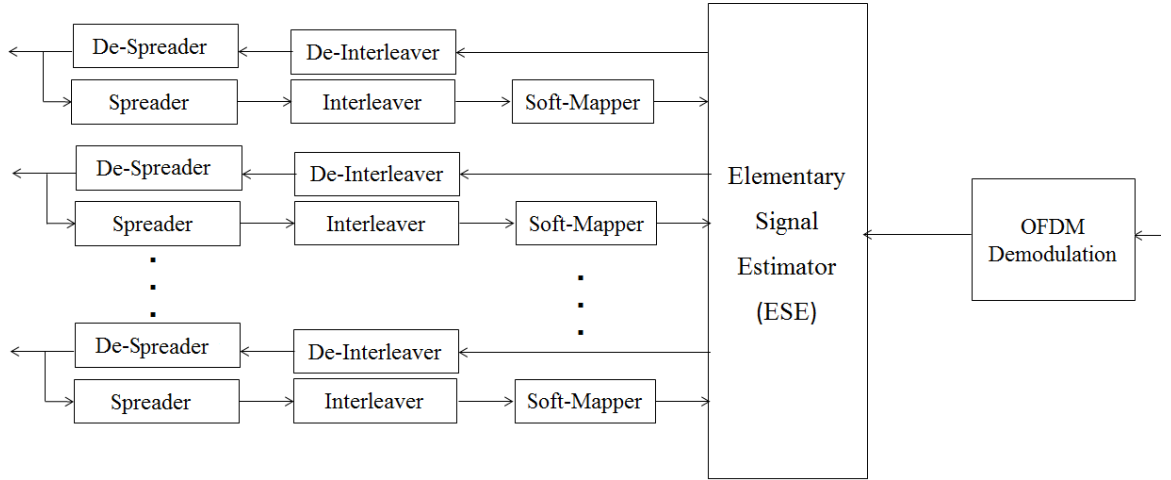 De-Spreader
De-Interleaver
Spreader
Interleaver
Soft-Mapper
De-Spreader
De-Interleaver
Spreader
Interleaver
Soft-Mapper
De-Spreader
De-Interleaver
Spreader
Interleaver
Soft-Mapper
Elementary
Signal
Estimator
(ESE)
OFDM
Demodulation